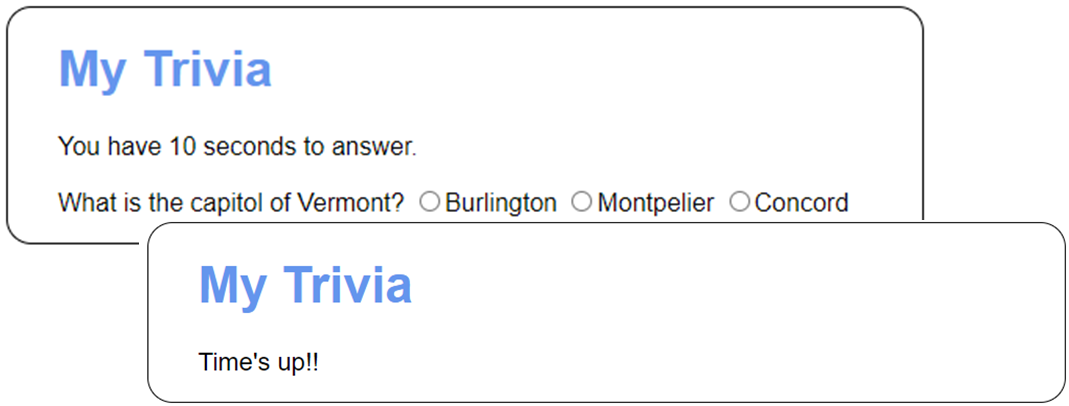 My Trivia
You have 10 seconds to answer.
What is the capitol of Vermont? Burlington Montpelier Concord
My Trivia
Time's up!!